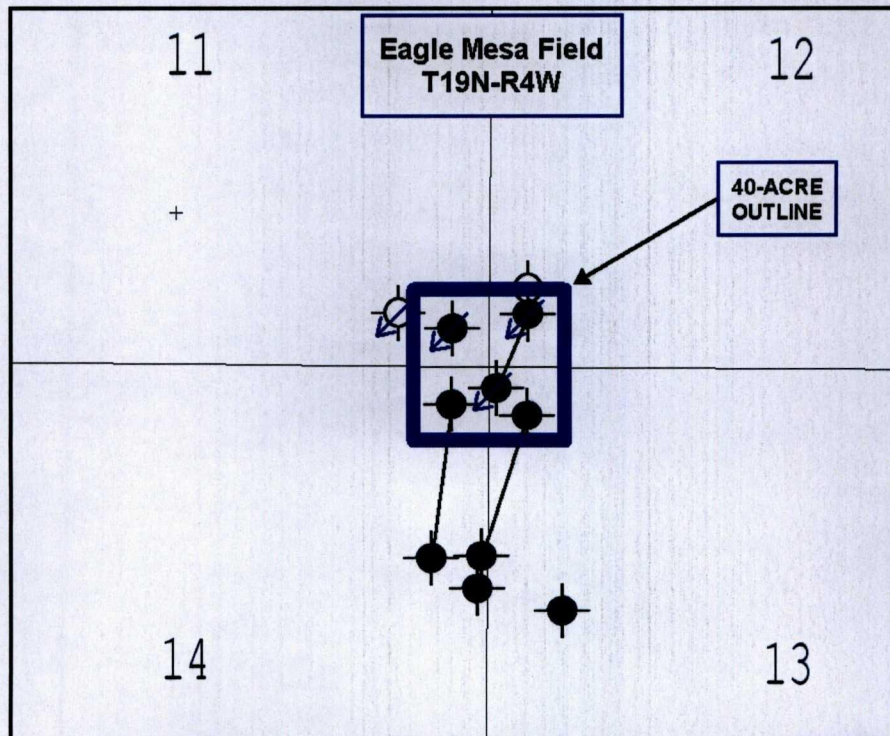 11
Eagle Mesa Field
T19N-R4W
12
40-ACRE
OUTLINE
14
13